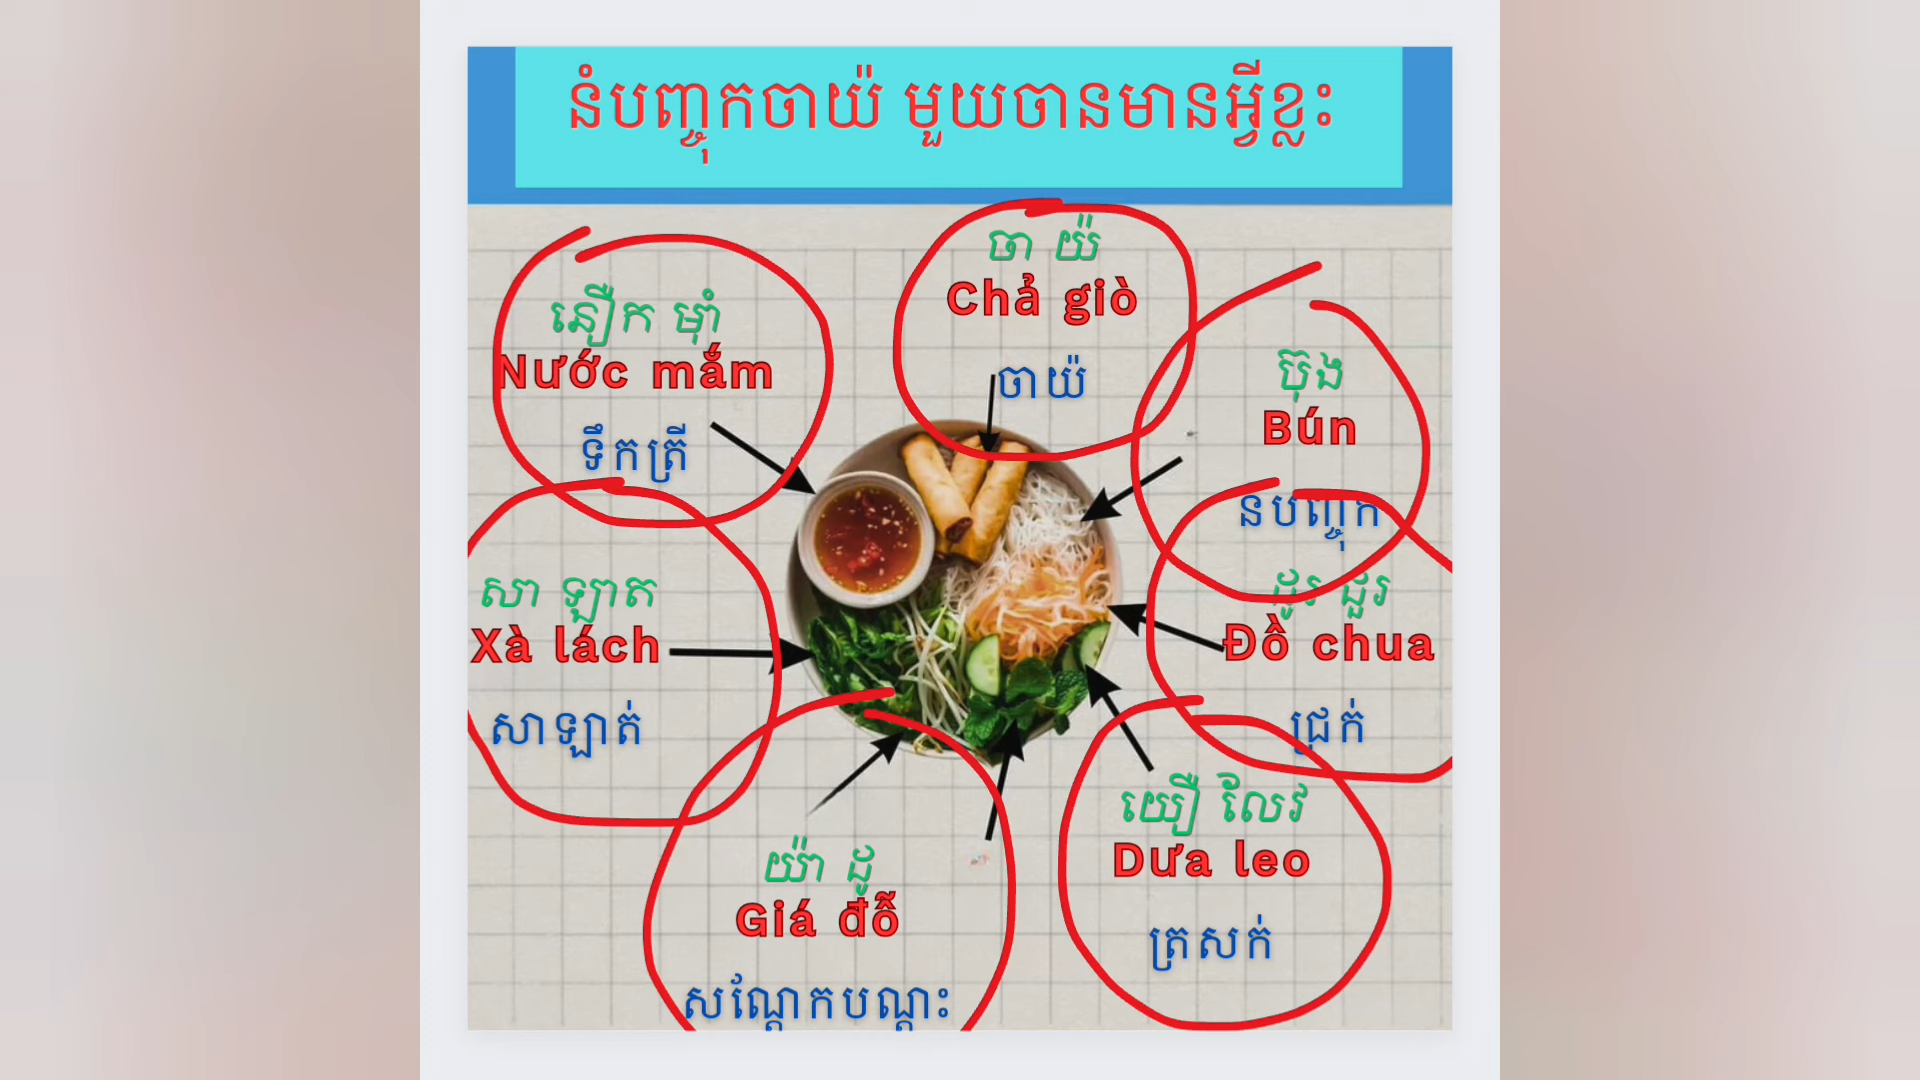 នំបញ្ចុកចាយ៉ មួយចានមានអ្វីខ្លះ
ចា យ៉
Chả giò
ចាយ៉
នឿក ម៉ាំ
Nước mắm
ទឹកត្រី
ប៊ុង
Bún
នំបញ្ចុក
សា ឡាត
Xà lách
សាឡាត់
ដូរ ជួរ
Đồ chua
ជ្រក់
យ៉ា ដូ
Giá đỗ
សណ្ដែកបណ្ដុះ
យឿ លែវ
Dưa leo
ត្រសក់